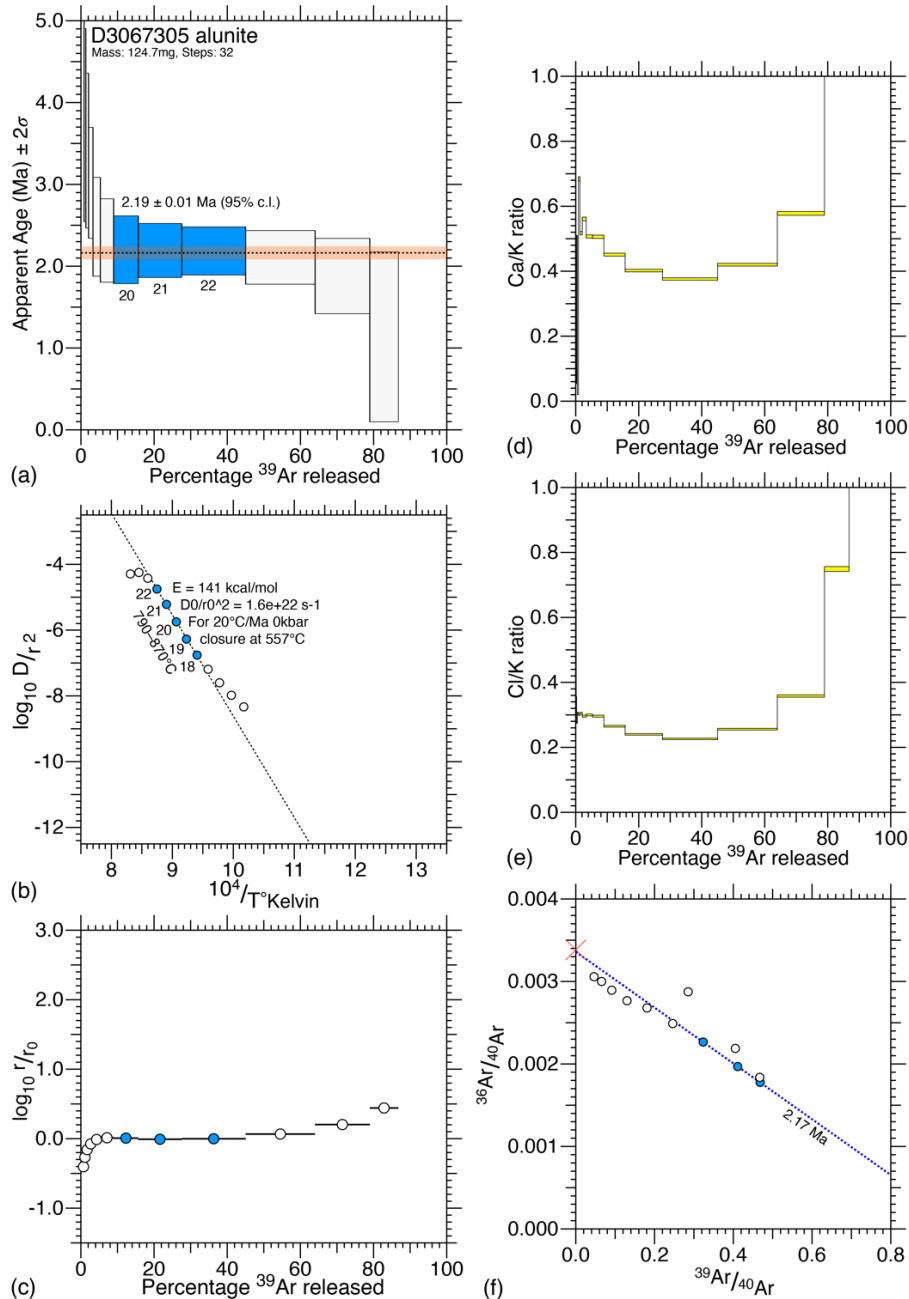 D3067305 alunite
Mass: 124.7mg, Steps: 32
5.0
4.0
3.0
2.0
1.0
0.0
Apparent Age (Ma) ± 2σ
2.19 ± 0.01 Ma (95% c.l.)
20
21
22
0 20 40 60 80 100
Percentage 39Ar released
(a)
-4
-6
-8
-10
-12
log10 D/r 2
E = 141 kcal/mol
D0/r0^2 = 1.6e+22 s-1
For 20°C/Ma 0kbar
closure at 557°C
22
21
20
19
18
790-870°C
8 9 10 11 12 13
10^4/T°Kelvin
(b)
3.0
2.0
1.0
0.0
-1.0
log10 r/r0
0 20 40 60 80 100
Percentage 39Ar released
(c)
1.0
0.8
0.6
0.4
0.2
0.0
Ca/K ratio
0 20 40 60 80 100
Percentage 39Ar released
(d)
1.0
0.8
0.6
0.4
0.2
0.0
Cl/K ratio
0 20 40 60 80 100
Percentage 39Ar released
(e)
0.004
0.003
0.002
0.001
0.000
36Ar/40Ar
2.17 Ma
0.0 0.2 0.4 0.6 0.8
39Ar/40Ar
(f)